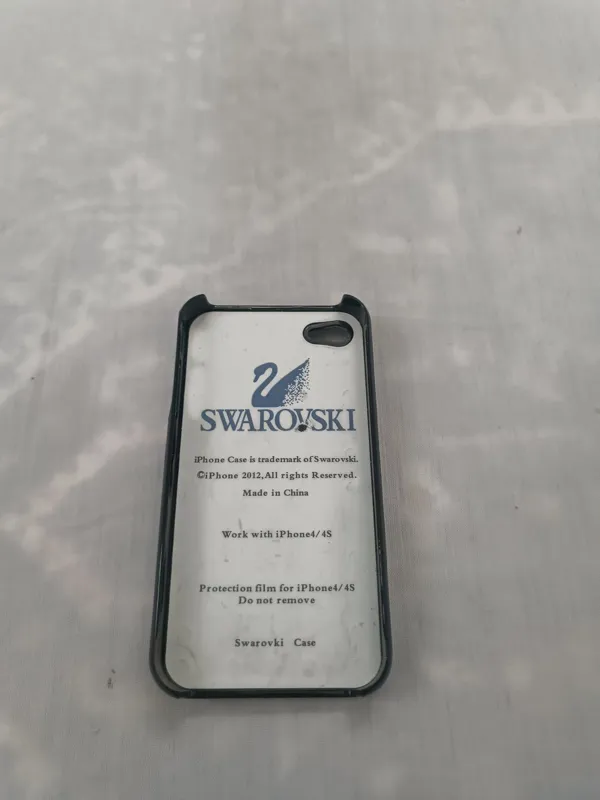 SWAROVSKI
iPhone Case is trademark of Swarovski.
©iPhone 2012,All rights Reserved.
Made in China
Work with iPhone4/4S
Protection film for iPhone4/4S
Do not remove
Swarovki Case